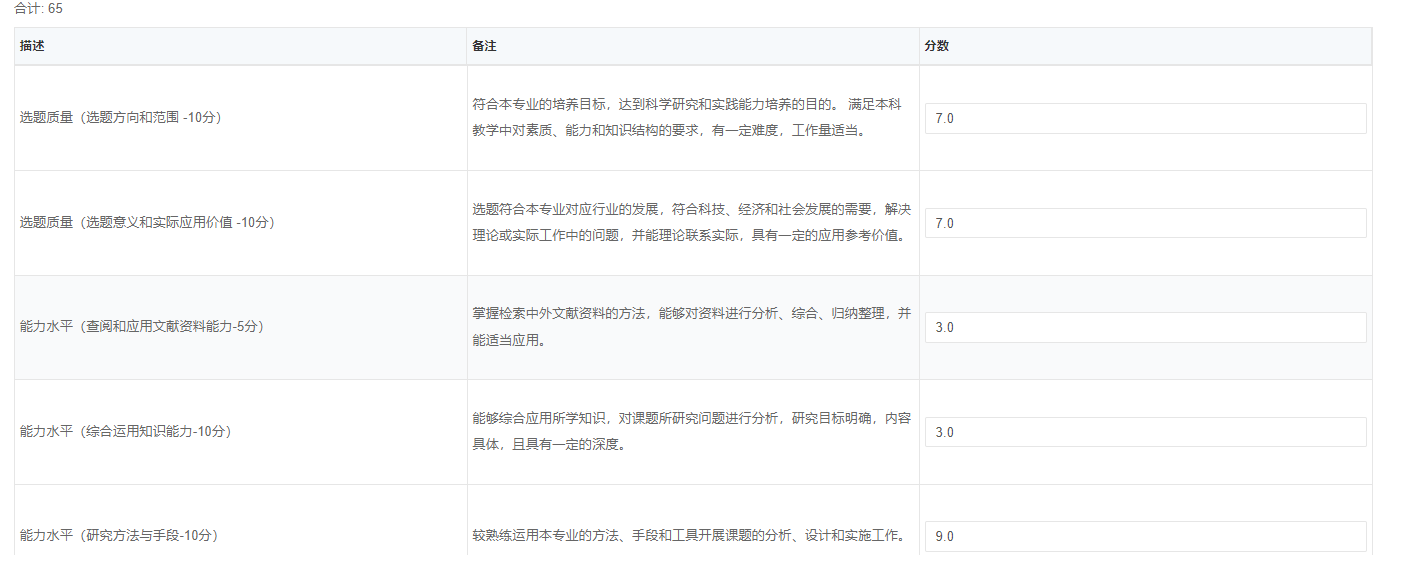 合计: 65
描述 备注 分数
选题质量（选题方向和范围 -10分） 符合本专业的培养目标，达到科学研究和实践能力培养的目的。 满足本科
教学中对素质、能力和知识结构的要求，有一定难度，工作量适当。 7.0
选题质量（选题意义和实际应用价值 -10分） 选题符合本专业对应行业的发展，符合科技、经济和社会发展的需要，解决
理论或实际工作中的问题，并能理论联系实际，具有一定的应用参考价值。 7.0
能力水平（查阅和应用文献资料能力-5分） 掌握检索中外文献资料的方法，能够对资料进行分析、综合、归纳整理，并
能适当应用。 3.0
能力水平（综合运用知识能力-10分） 能够综合应用所学知识，对课题所研究问题进行分析，研究目标明确，内容
具体，且具有一定的深度。 3.0
能力水平（研究方法与手段-10分） 较熟练运用本专业的方法、手段和工具开展课题的分析、设计和实施工作。 9.0